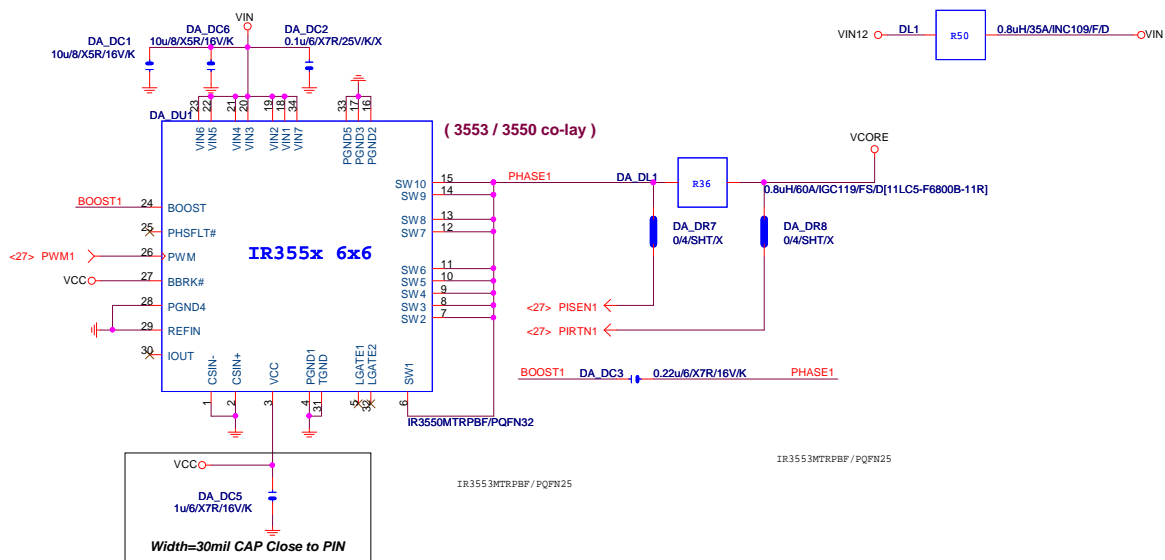 VIN
DA_DC1
10u/8/X5R/16V/K
DA_DC6
10u/8/X5R/16V/K
DA_DC2
0.1u/6/X7R/25V/K/X
VIN12
DL1
R50
0.8uH/35A/INC109/F/D
VIN
DA_DU1
23
22
21
20
19
18
34
33
17
16
VIN6
VIN5
VIN4
VIN3
VIN2
VIN1
VIN7
PGND5
PGND3
PGND2
( 3553 / 3550 co-lay )
VCORE
BOOST1
24
BOOST
25
PHSFLT#
<27> PWM1
26
PWM
VCC
27
BBRK#
28
PGND4
29
REFIN
30
IOUT
IR355x 6x6
SW10
15
SW9
14
SW8
13
SW7
12
SW6
11
SW5
10
SW4
9
SW3
8
SW2
7
PHASE1
DA_DL1
R36
0.8uH/60A/IGC119/FS/D[11LC5-F6800B-11R]
DA_DR7
0/4/SHT/X
DA_DR8
0/4/SHT/X
<27> PISEN1
<27> PIRTN1
CSIN-
CSIN+
VCC
PGND1
TGND
LGATE1
LGATE2
SW1
1
2
3
4
31
5
32
6
IR3550MTRPBF/PQFN32
BOOST1
DA_DC3
0.22u/6/X7R/16V/K
PHASE1
IR3553MTRPBF/PQFN25
IR3553MTRPBF/PQFN25
VCC
DA_DC5
1u/6/X7R/16V/K
Width=30mil CAP Close to PIN